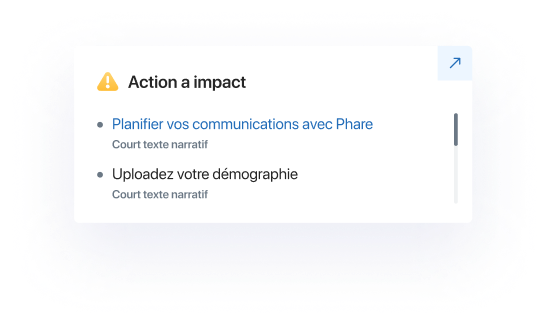 Action a impact
Planifier vos communications avec Phare
Court texte narratif
Uploadez votre démographie
Court texte narratif